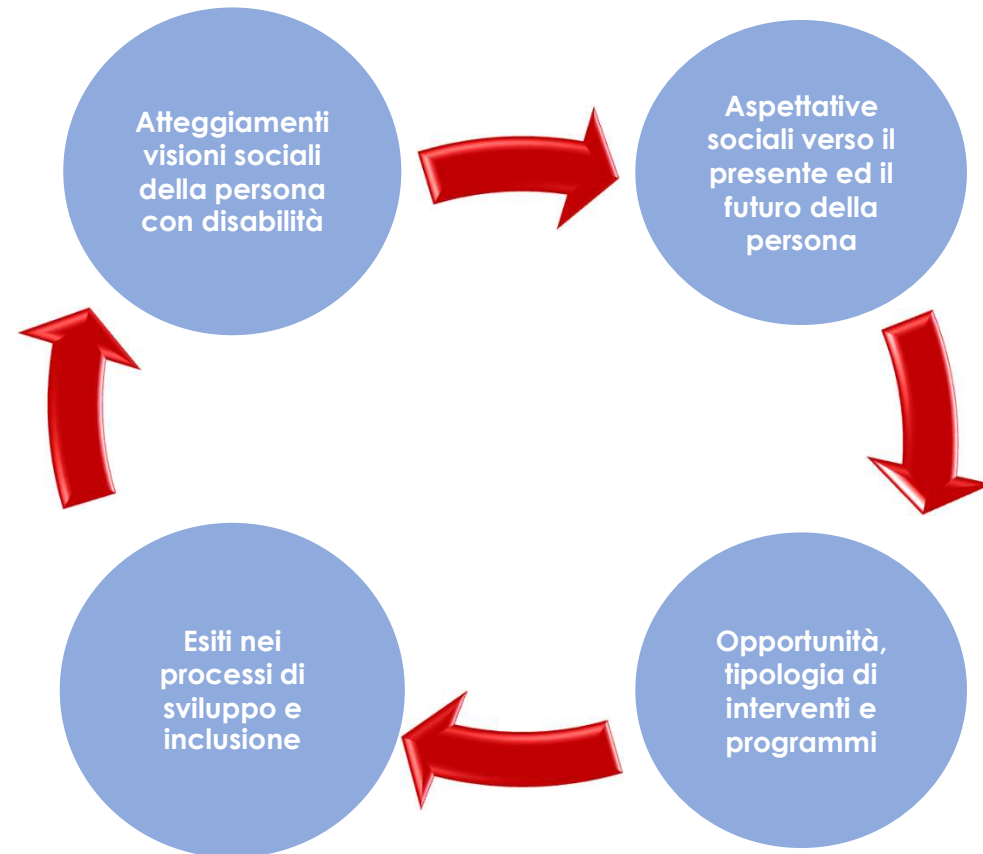 Atteggiamenti
visioni sociali
della persona
con disabilità
Aspettative
sociali verso il
presente ed il
futuro della
persona
Opportunità,
tipologia di
interventi e
programmi
Esiti nei
processi di
sviluppo e
inclusione